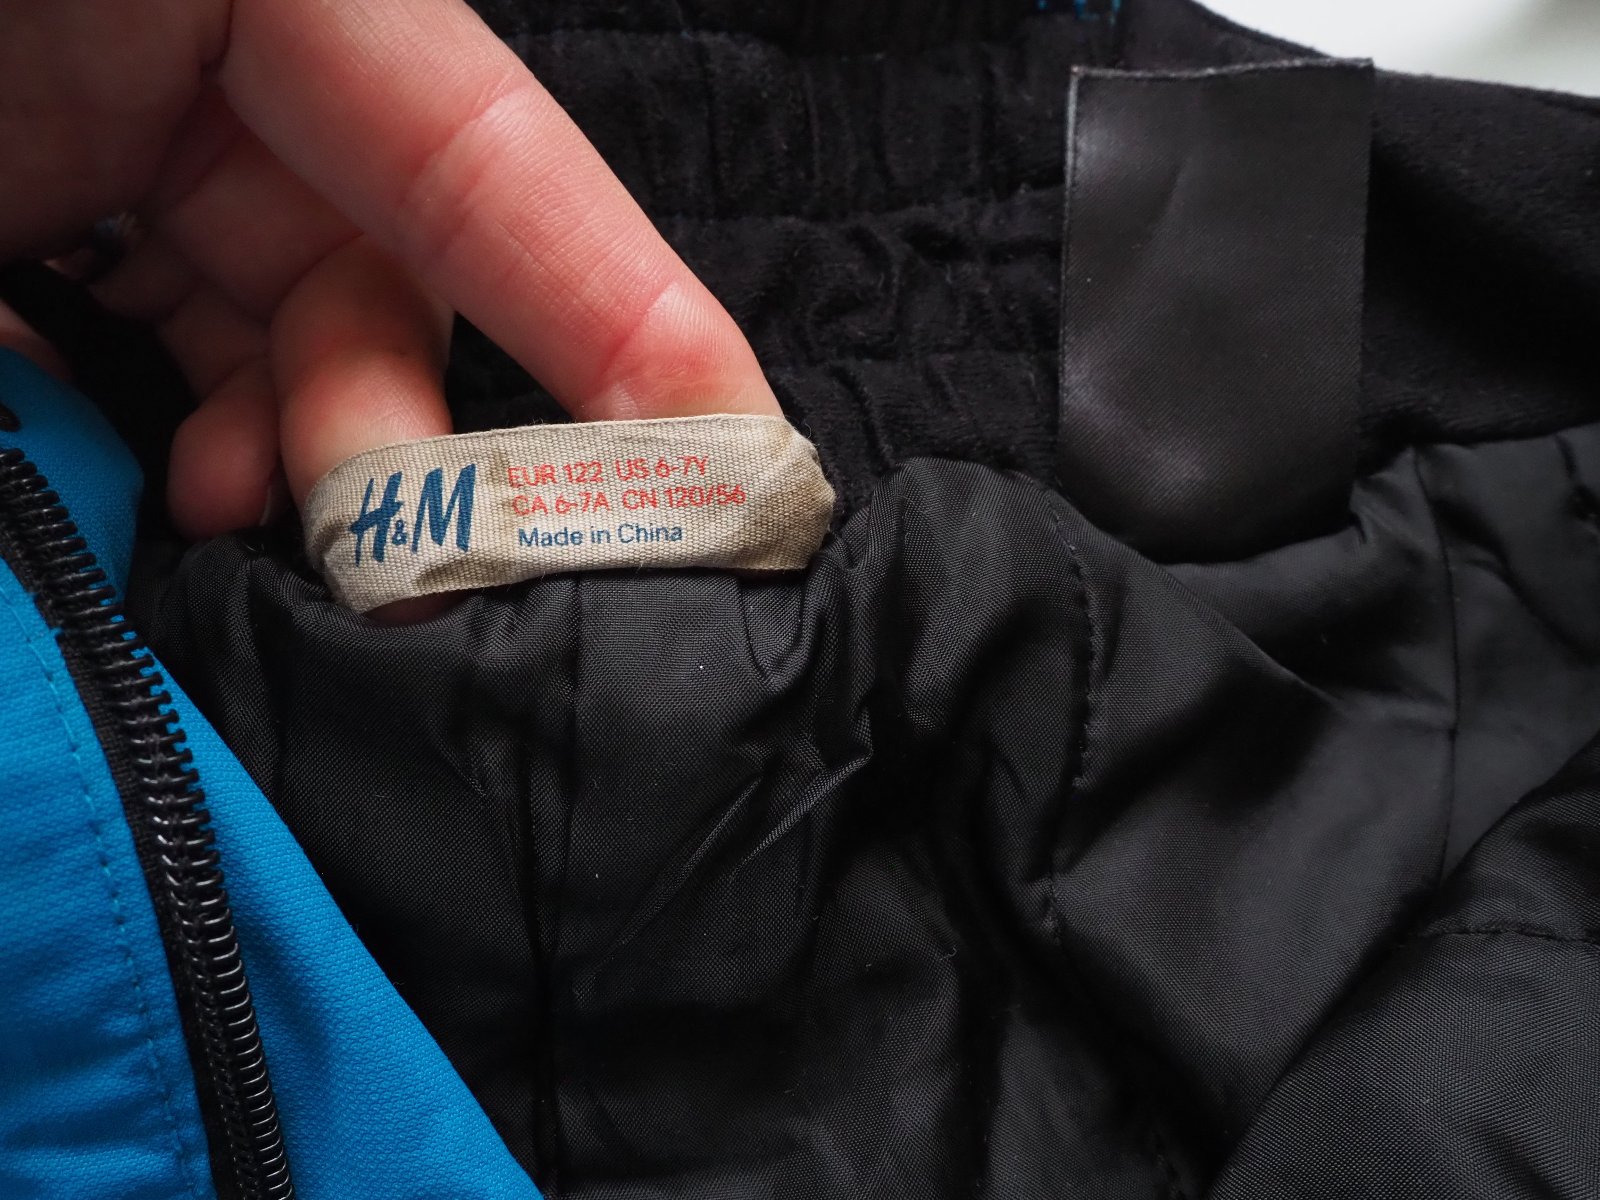 H&M
EUR 122 US 6-7Y
CA 6-7A CN 120/56
Made in China